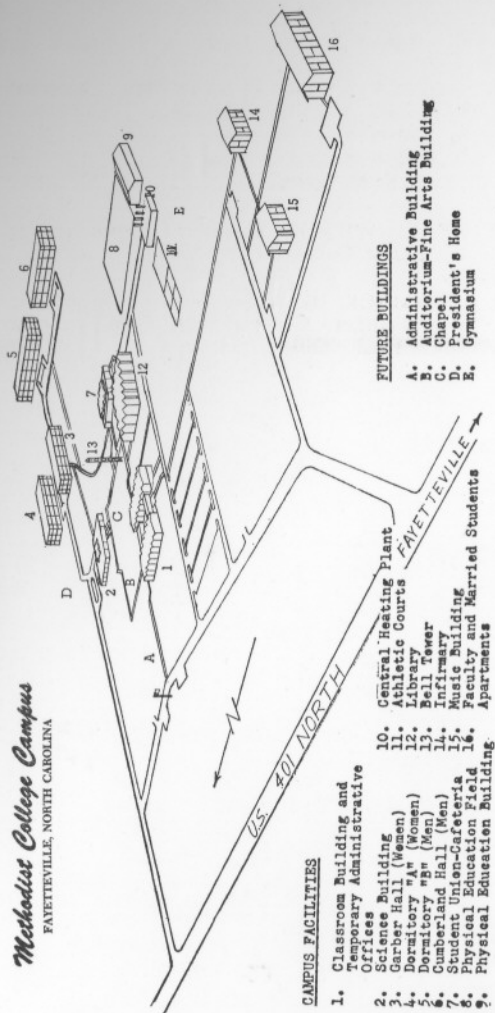 Methodist College Campus
FAYETTEVILLE, NORTH CAROLINA
4
5
6
3
D
2
7
13
12
8
9
10
11
E
C
B
1
A
14
15
16
N
U.S. 401 NORTH
FAYETTEVILLE
CAMPUS FACILITIES
1. Classroom Building and
Temporary Administrative
Offices
2. Science Building
3. Garber Hall (Women)
4. Dormitory "A" (Women)
5. Dormitory "B" (Men)
6. Cumberland Hall (Men)
7. Student Union-Cafeteria
8. Physical Education Field
9. Physical Education Building
10. Central Heating Plant
11. Athletic Courts
12. Library
13. Bell Tower
14. Infirmary
15. Music Building
16. Faculty and Married Students
Apartments
FUTURE BUILDINGS
A. Administrative Building
B. Auditorium-Fine Arts Building
C. Chapel
D. President's Home
E. Gymnasium